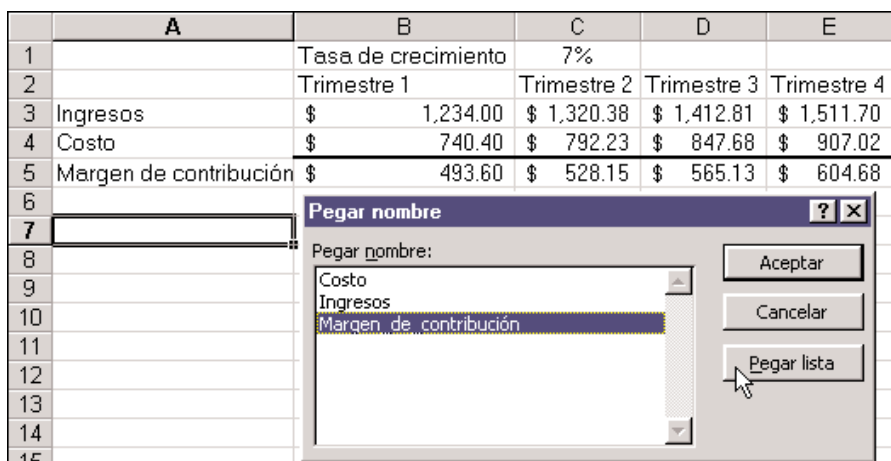 A B C D E
1 Tasa de crecimiento 7%
2 Trimestre 1 Trimestre 2 Trimestre 3 Trimestre 4
3 Ingresos $ 1,234.00 $ 1,320.38 $ 1,412.81 $ 1,511.70
4 Costo $ 740.40 $ 792.23 $ 847.68 $ 907.02
5 Margen de contribución $ 493.60 $ 528.15 $ 565.13 $ 604.68
6
7
8
9
10
11
12
13
14
15
Pegar nombre ? X
Pegar nombre:
Costo
Ingresos
Margen_de_contribución
Aceptar
Cancelar
Pegar lista